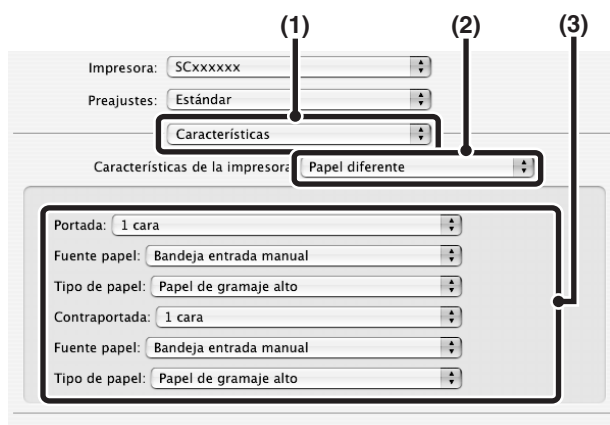 (1) (2) (3)
Impresora: SCxxxxxx
Preajustes: Estándar
Características
Características de la impresora: Papel diferente
Portada: 1 cara
Fuente papel: Bandeja entrada manual
Tipo de papel: Papel de gramaje alto
Contraportada: 1 cara
Fuente papel: Bandeja entrada manual
Tipo de papel: Papel de gramaje alto